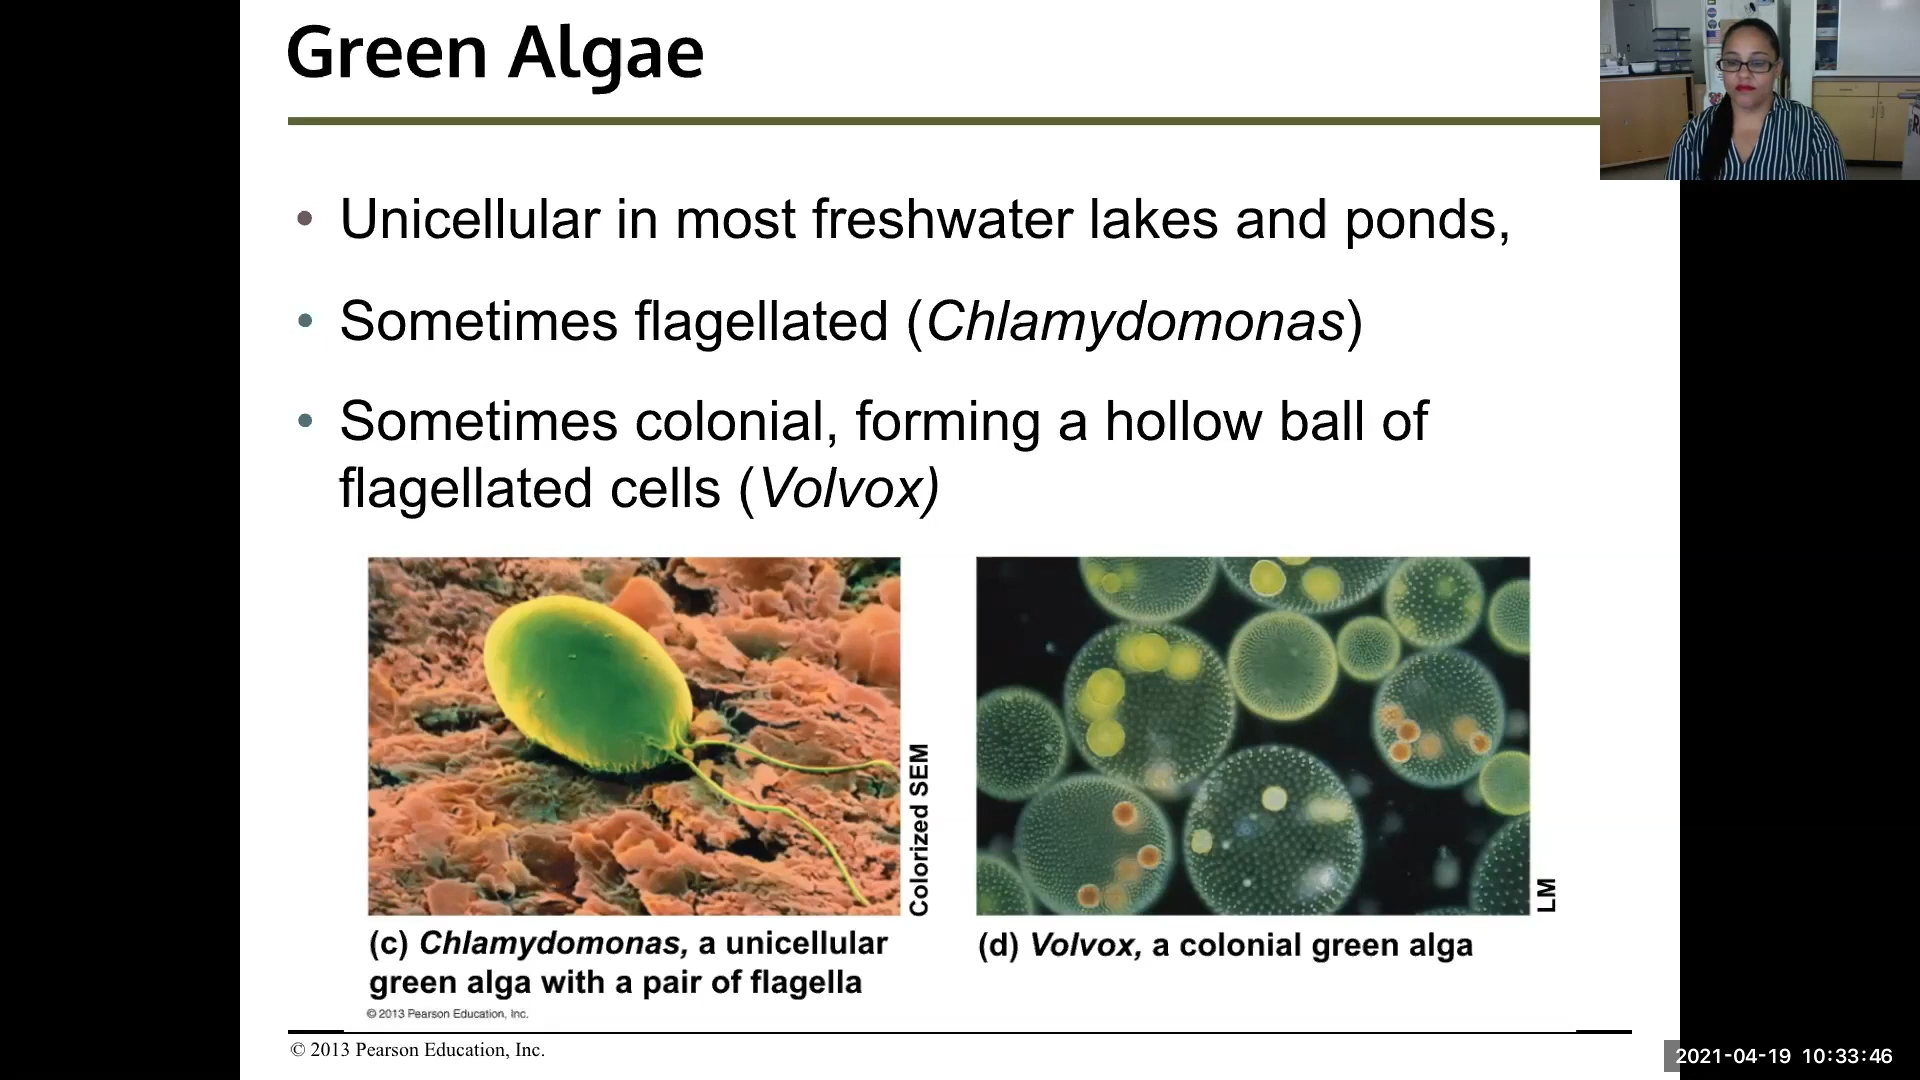 Green Algae
• Unicellular in most freshwater lakes and ponds,
• Sometimes flagellated (Chlamydomonas)
• Sometimes colonial, forming a hollow ball of
flagellated cells (Volvox)
Colorized SEM
LM
(c) Chlamydomonas, a unicellular
green alga with a pair of flagella
(d) Volvox, a colonial green alga
© 2013 Pearson Education, Inc.
© 2013 Pearson Education, Inc.
2021-04-19 10:33:46